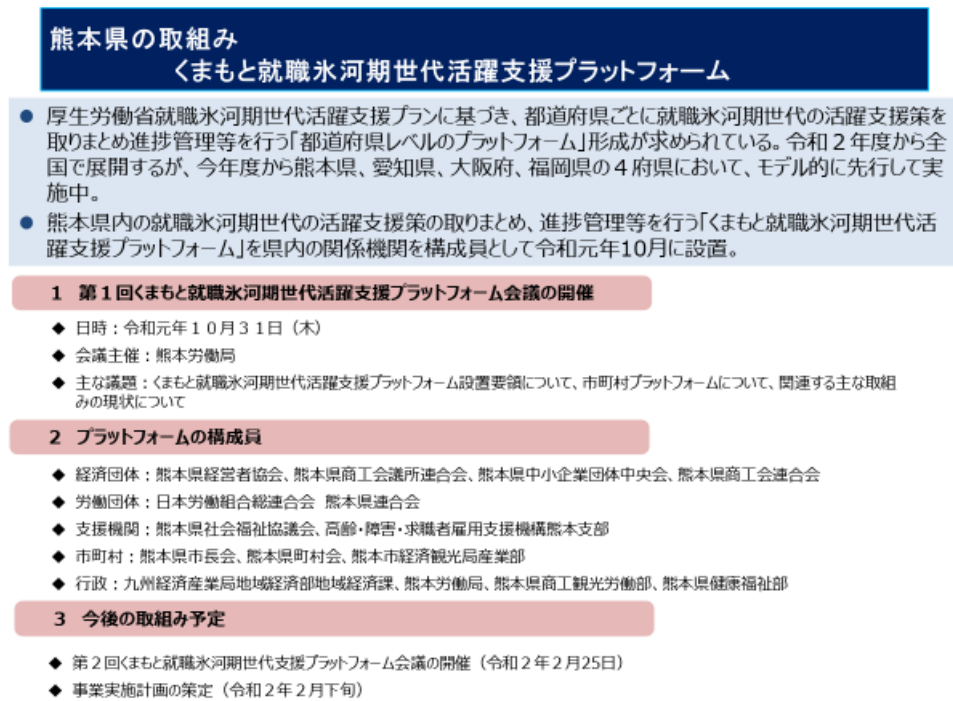 熊本県の取組み
くまもと就職氷河期世代活躍支援プラットフォーム
● 厚生労働省就職氷河期世代活躍支援プランに基づき、都道府県ごとに就職氷河期世代の活躍支援策を
取りまとめ進捗管理等を行う「都道府県レベルのプラットフォーム」形成が求められている。令和２年度から全
国で展開するが、今年度から熊本県、愛知県、大阪府、福岡県の４府県において、モデル的に先行して実
施中。
● 熊本県内の就職氷河期世代の活躍支援策の取りまとめ、進捗管理等を行う「くまもと就職氷河期世代活
躍支援プラットフォーム」を県内の関係機関を構成員として令和元年10月に設置。
１ 第１回くまもと就職氷河期世代活躍支援プラットフォーム会議の開催
◆ 日時：令和元年１０月３１日（木）
◆ 会議主催：熊本労働局
◆ 主な議題：くまもと就職氷河期世代活躍支援プラットフォーム設置要領について、市町村プラットフォームについて、関連する主な取組
みの現状について
２ プラットフォームの構成員
◆ 経済団体：熊本県経営者協会、熊本県商工会議所連合会、熊本県中小企業団体中央会、熊本県商工会連合会
◆ 労働団体：日本労働組合総連合会 熊本県連合会
◆ 支援機関：熊本県社会福祉協議会、高齢・障害・求職者雇用支援機構熊本支部
◆ 市町村：熊本県市長会、熊本県町村会、熊本市経済観光局産業部
◆ 行政：九州経済産業局地域経済部地域経済課、熊本労働局、熊本県商工観光労働部、熊本県健康福祉部
３ 今後の取組み予定
◆ 第２回くまもと就職氷河期世代支援プラットフォーム会議の開催（令和２年２月25日）
◆ 事業実施計画の策定（令和２年２月下旬）